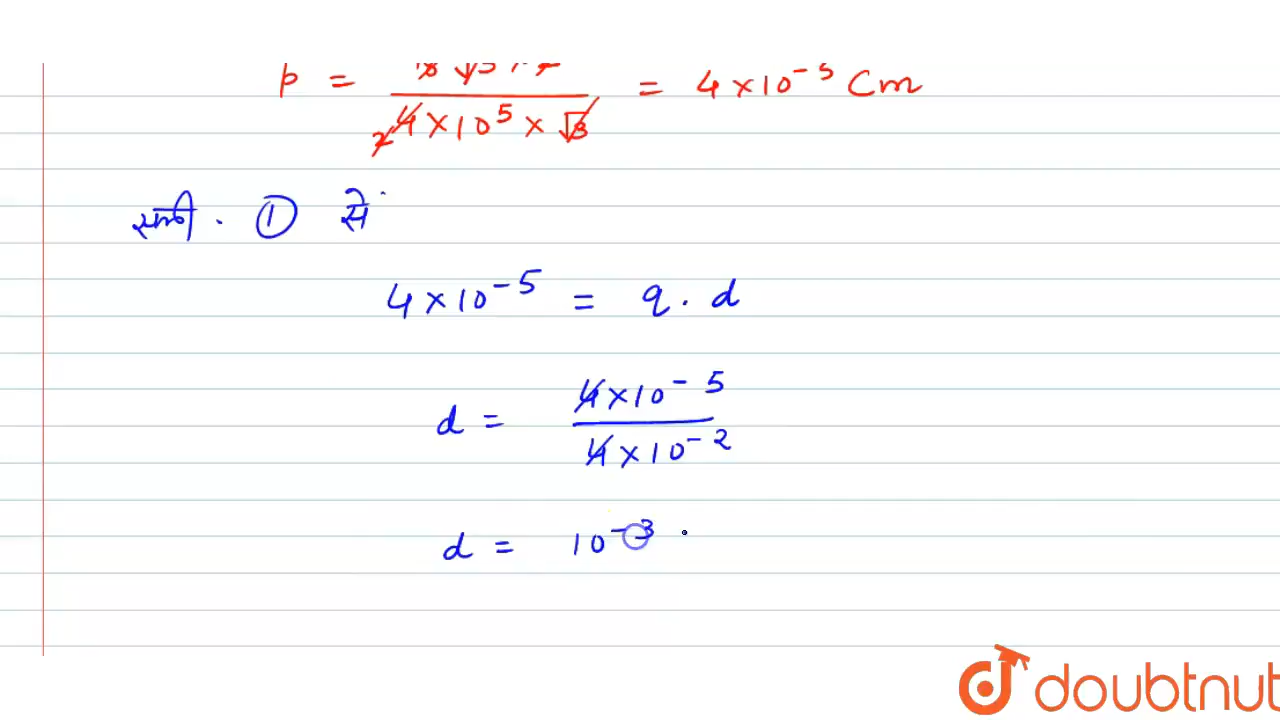 p = / 2 4 × 10⁵ × √3 = 4 × 10⁻⁵ Cm
समी. ① से
4 × 10⁻⁵ = q . d
d = 4 × 10⁻⁵ / 4 × 10⁻²
d = 10⁻³ .
doubtnut